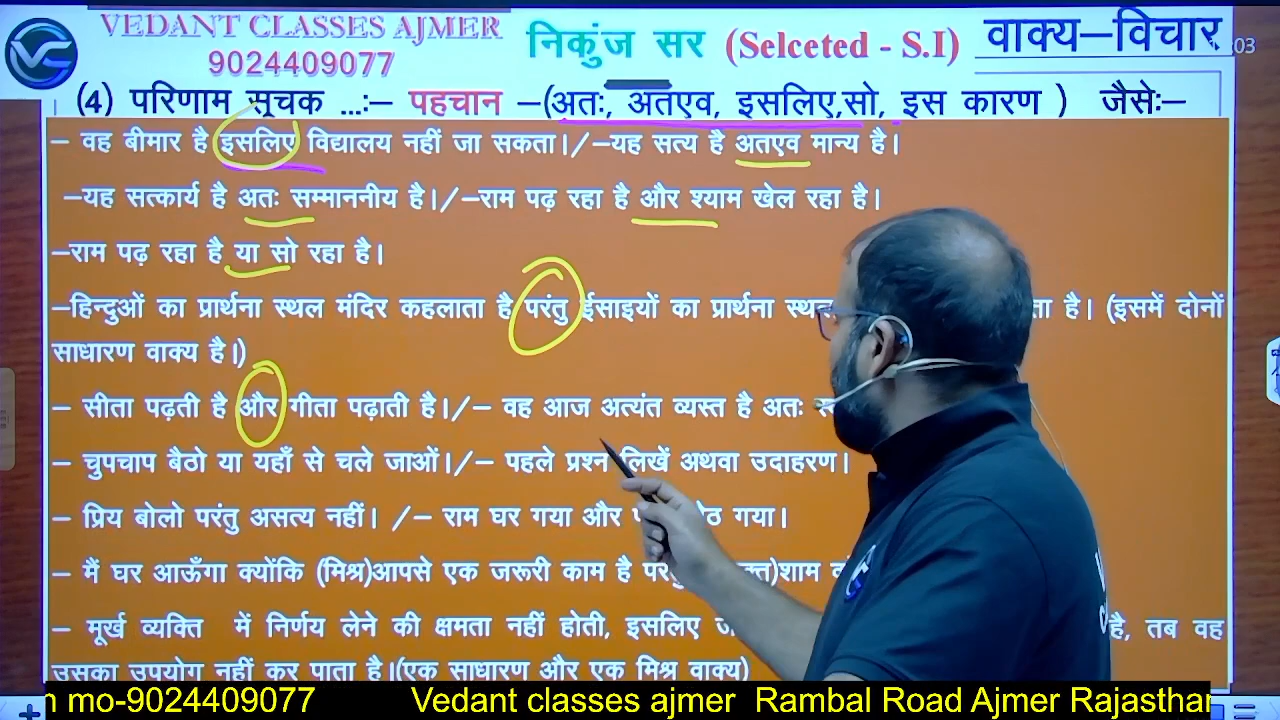 VEDANT CLASSES AJMER
9024409077
निकुंज सर (Selceted - S.I)
वाक्य–विचार
03
(4) परिणाम सूचक ...:– पहचान –(अतः, अतएव, इसलिए,सो, इस कारण ) जैसेः–
– वह बीमार है इसलिए विद्यालय नहीं जा सकता।/–यह सत्य है अतएव मान्य है।
–यह सत्कार्य है अतः सम्माननीय है।/–राम पढ़ रहा है और श्याम खेल रहा है।
–राम पढ़ रहा है या सो रहा है।
–हिन्दुओं का प्रार्थना स्थल मंदिर कहलाता है परंतु ईसाइयों का प्रार्थना है। (इसमें दोनों
साधारण वाक्य है।)
– सीता पढ़ती है और गीता पढ़ाती है।/– वह आज अत्यंत व्यस्त है अतः
– चुपचाप बैठो या यहाँ से चले जाओं।/– पहले प्रश्न लिखें अथवा उदाहरण।
– प्रिय बोलो परंतु असत्य नहीं। /– राम घर गया और गया।
– मैं घर आऊँगा क्योंकि (मिश्र)आपसे एक जरूरी काम है शाम
– मूर्ख व्यक्ति में निर्णय लेने की क्षमता नहीं होती, इसलिए है, तब वह
उसका उपयोग नहीं कर पाता है।(एक साधारण और एक मिश्र वाक्य)
mo-9024409077 Vedant classes ajmer Rambal Road Ajmer Rajasthan